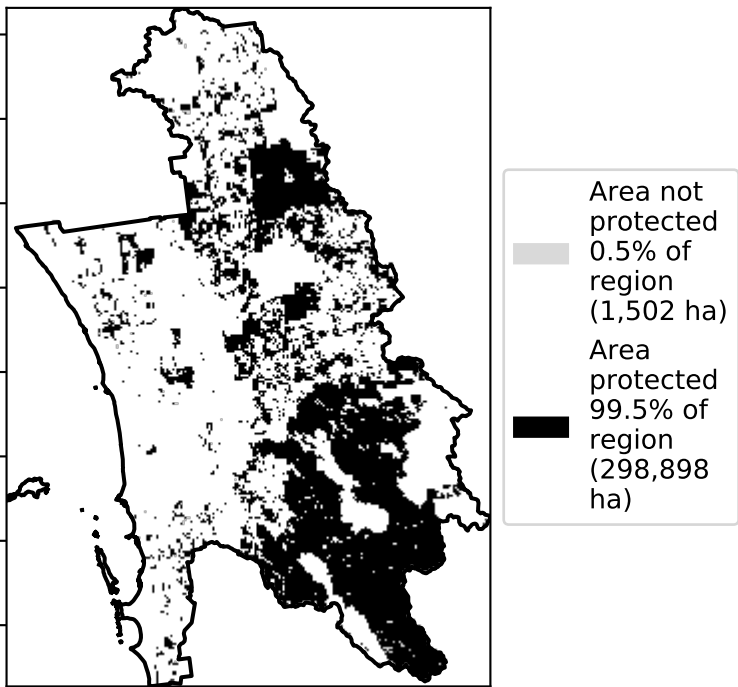 Area not
protected
0.5% of
region
(1,502 ha)
Area
protected
99.5% of
region
(298,898
ha)